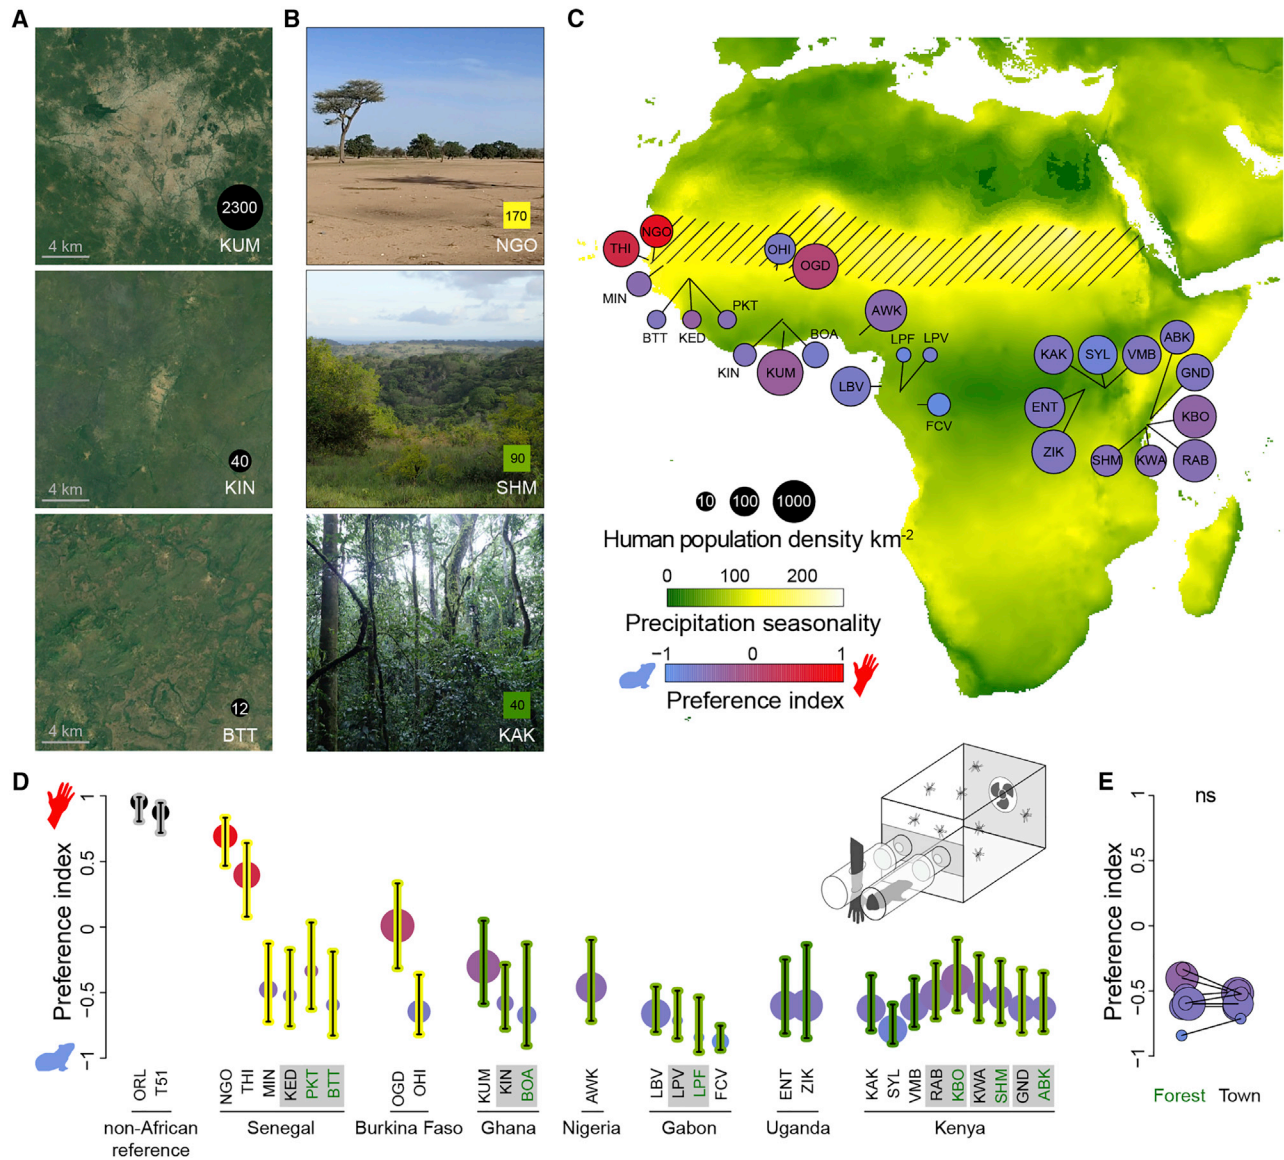 A
B
C
2300
4 km
KUM
170
NGO
40
4 km
KIN
90
SHM
12
4 km
BTT
40
KAK
NGO
THI
OHI
OGD
MIN
PKT
BTT
KED
AWK
BOA
LPF
LPV
KIN
KUM
LBV
FCV
KAK
SYL
VMB
ABK
GND
ENT
KBO
ZIK
SHM
KWA
RAB
10
100
1000
Human population density km-2
0
100
200
Precipitation seasonality
−1
0
1
Preference index
D
Preference index
1
0.5
0
−0.5
−1
ORL
T51
NGO
THI
MIN
KED
PKT
BTT
OGD
OHI
KUM
KIN
BOA
AWK
LBV
LPV
LPF
FCV
ENT
ZIK
KAK
SYL
VMB
RAB
KBO
KWA
SHM
GND
ABK
non-African
reference
Senegal
Burkina Faso
Ghana
Nigeria
Gabon
Uganda
Kenya
E
ns
Preference index
1
0.5
0
−0.5
−1
Forest
Town